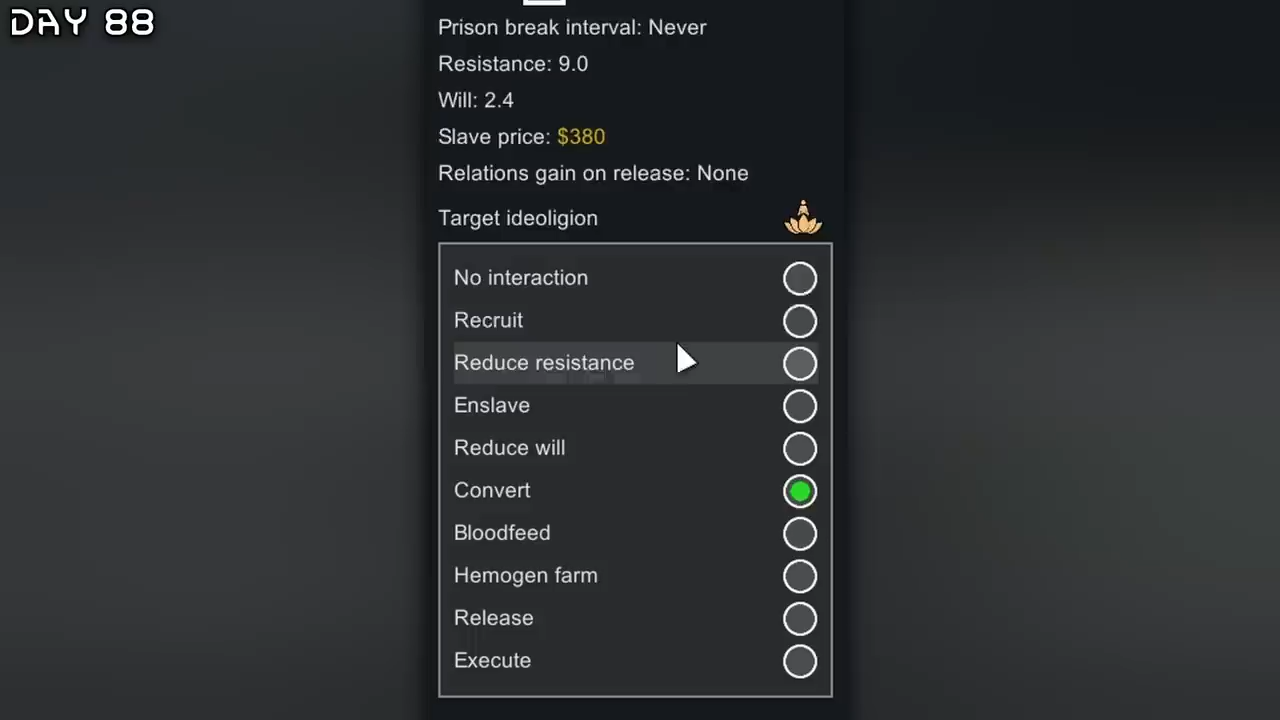 DAY 88
Prison break interval: Never
Resistance: 9.0
Will: 2.4
Slave price: $380
Relations gain on release: None
Target ideoligion
No interaction
Recruit
Reduce resistance
Enslave
Reduce will
Convert
Bloodfeed
Hemogen farm
Release
Execute